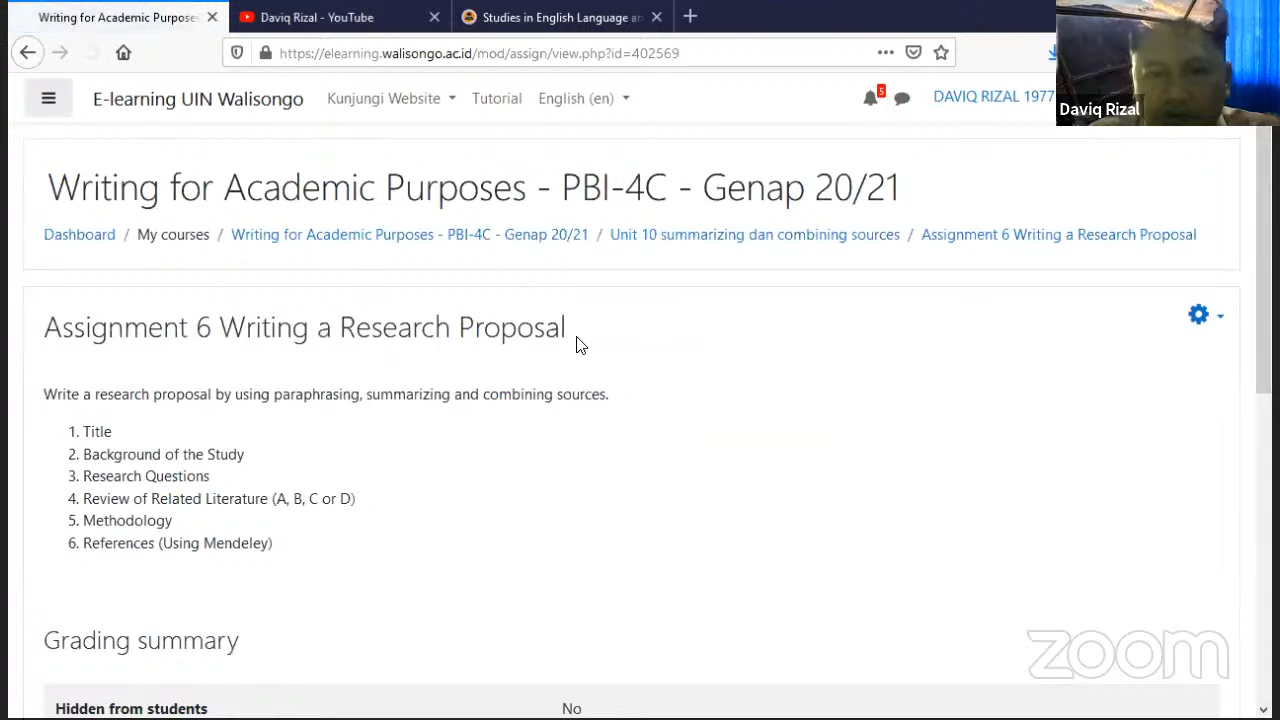 Writing for Academic Purposes
Daviq Rizal - YouTube
Studies in English Language an
https://elearning.walisongo.ac.id/mod/assign/view.php?id=402569
E-learning UIN Walisongo
Kunjungi Website
Tutorial
English (en)
5
DAVIQ RIZAL 1977
Daviq Rizal
Writing for Academic Purposes - PBI-4C - Genap 20/21
Dashboard / My courses / Writing for Academic Purposes - PBI-4C - Genap 20/21 / Unit 10 summarizing dan combining sources / Assignment 6 Writing a Research Proposal
Assignment 6 Writing a Research Proposal
Write a research proposal by using paraphrasing, summarizing and combining sources.
1. Title
2. Background of the Study
3. Research Questions
4. Review of Related Literature (A, B, C or D)
5. Methodology
6. References (Using Mendeley)
Grading summary
zoom
Hidden from students No